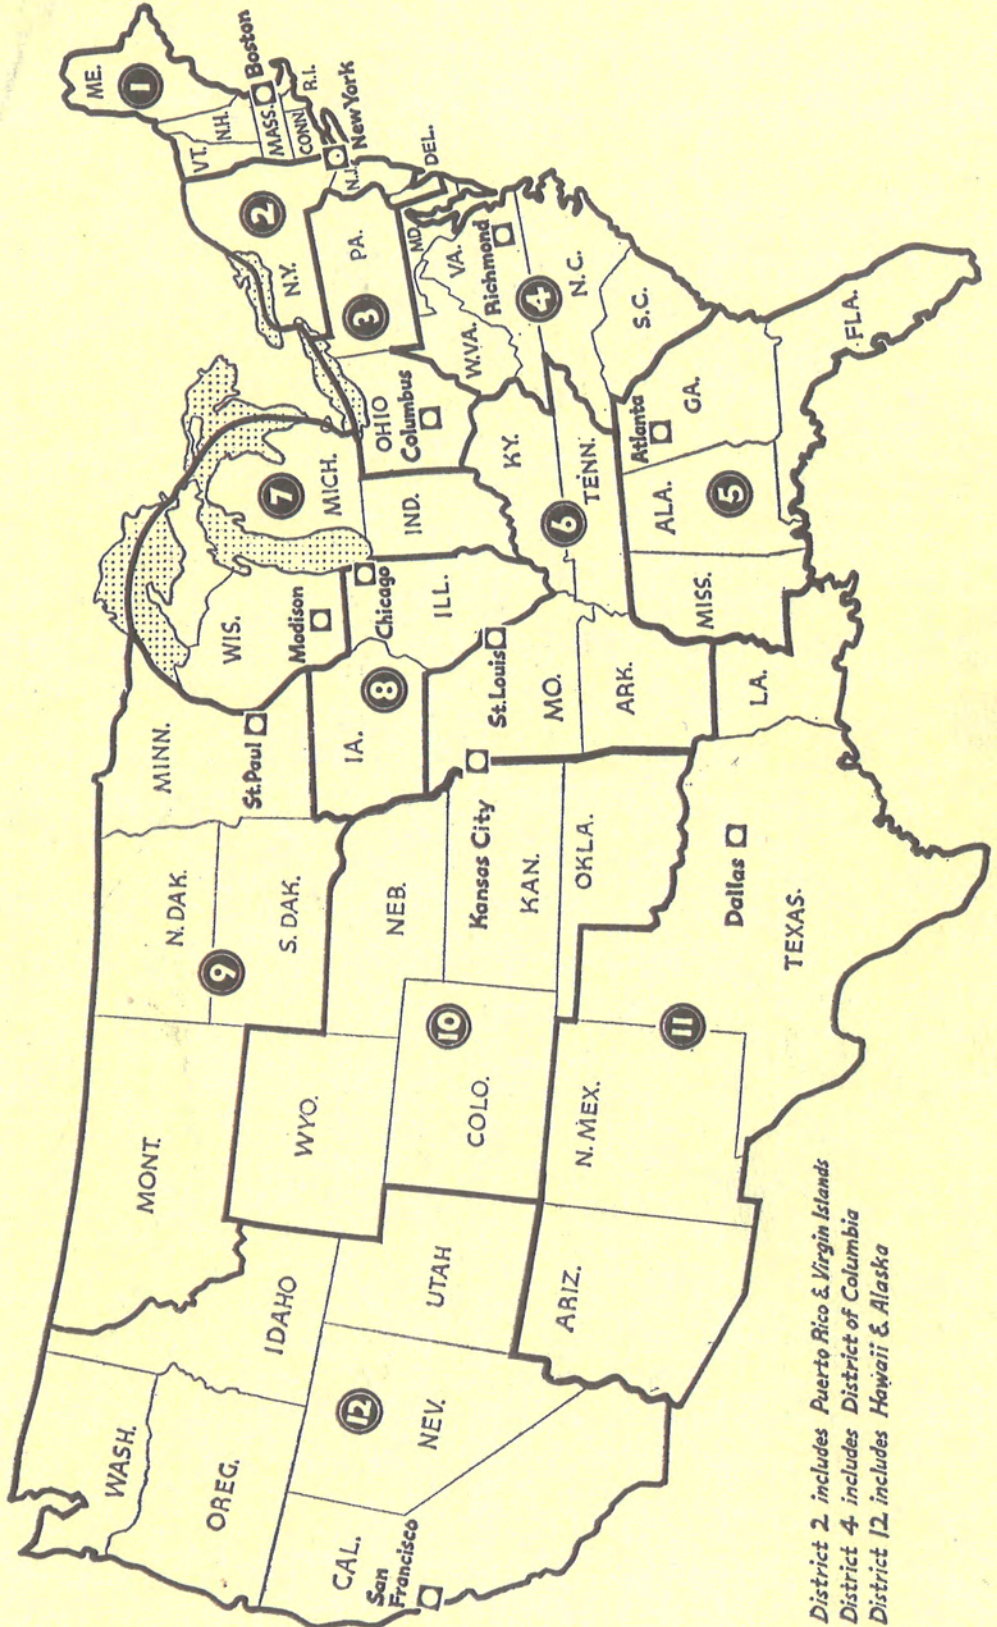 WASH.
OREG.
CAL.
San
Francisco
12
NEV.
IDAHO
UTAH
ARIZ.
MONT.
WYO.
COLO.
10
N. MEX.
11
9
N. DAK.
S. DAK.
NEB.
KAN.
Kansas City
OKLA.
TEXAS.
Dallas
MINN.
St. Paul
IA.
8
MO.
St. Louis
ARK.
LA.
WIS.
Madison
Chicago
ILL.
7
MICH.
IND.
OHIO
Columbus
KY.
6
TENN.
MISS.
ALA.
5
Atlanta
GA.
FLA.
S.C.
N.C.
4
Richmond
VA.
W.VA.
MD.
DEL.
3
PA.
N.J.
2
N.Y.
New York
VT.
N.H.
ME.
1
MASS.
Boston
CONN
R.I.
District 2 includes Puerto Rico & Virgin Islands
District 4 includes District of Columbia
District 12 includes Hawaii & Alaska